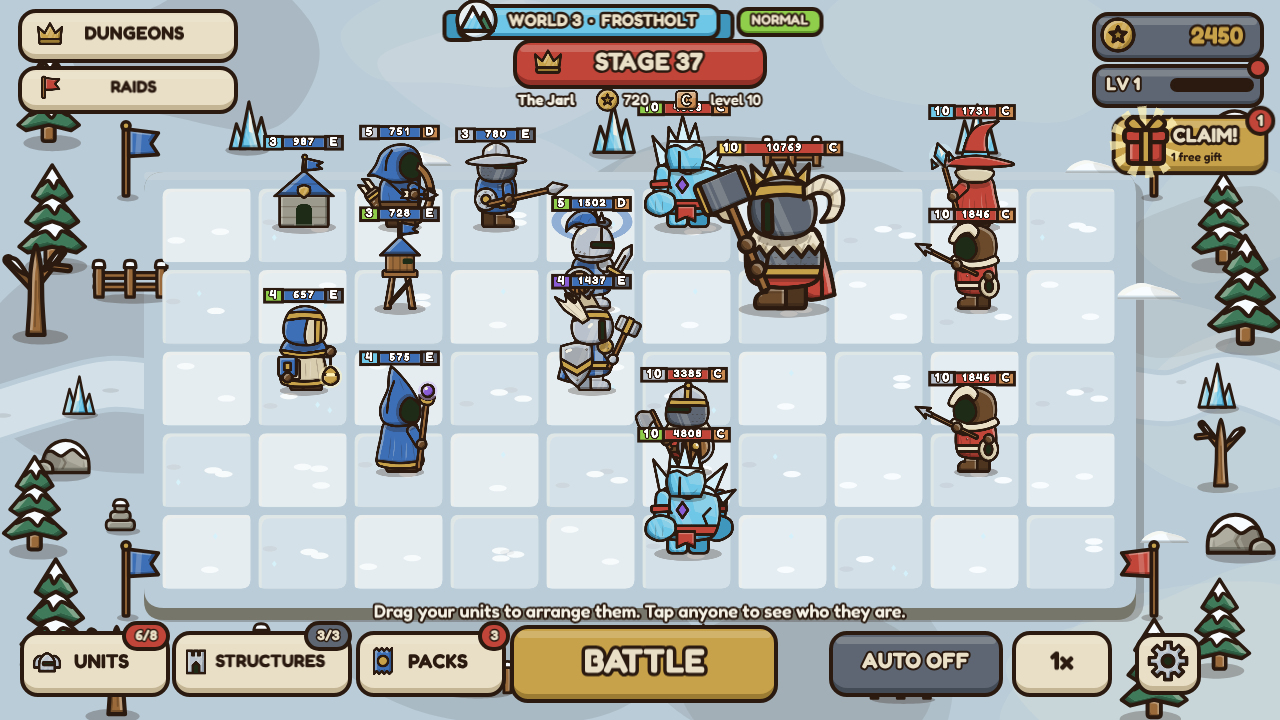 DUNGEONS
RAIDS
WORLD 3 • FROSTHOLT
NORMAL
STAGE 37
The Jarl 720 C level 10
2450
LV 1
CLAIM!
1 free gift
1
3 987 E
5 751 D
3 780 E
3 728 E
5 1502 D
4 1437 E
4 657 E
4 575 E
10 10769 C
10 1731 C
10 1846 C
10 3385 C
10 1846 C
10 4808 C
Drag your units to arrange them. Tap anyone to see who they are.
UNITS
6/8
STRUCTURES
3/3
PACKS
3
BATTLE
AUTO OFF
1x